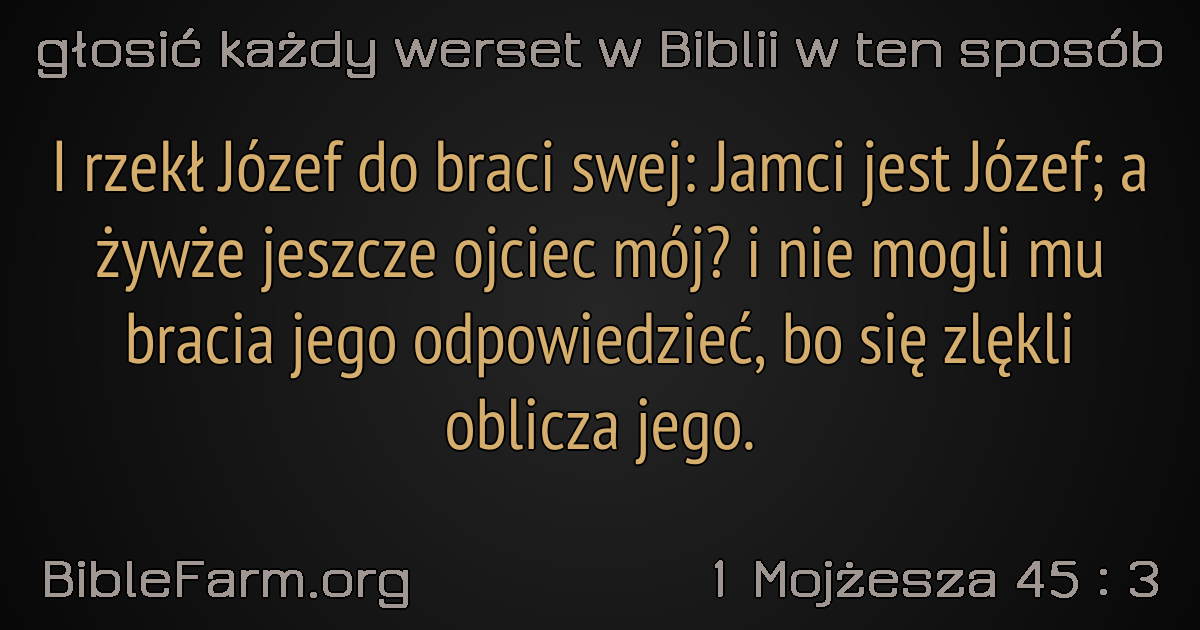 głosić każdy werset w Biblii w ten sposób
I rzekł Józef do braci swej: Jamci jest Józef; a
żywże jeszcze ojciec mój? i nie mogli mu
bracia jego odpowiedzieć, bo się zlękli
oblicza jego.
BibleFarm.org
1 Mojżesza 45 : 3